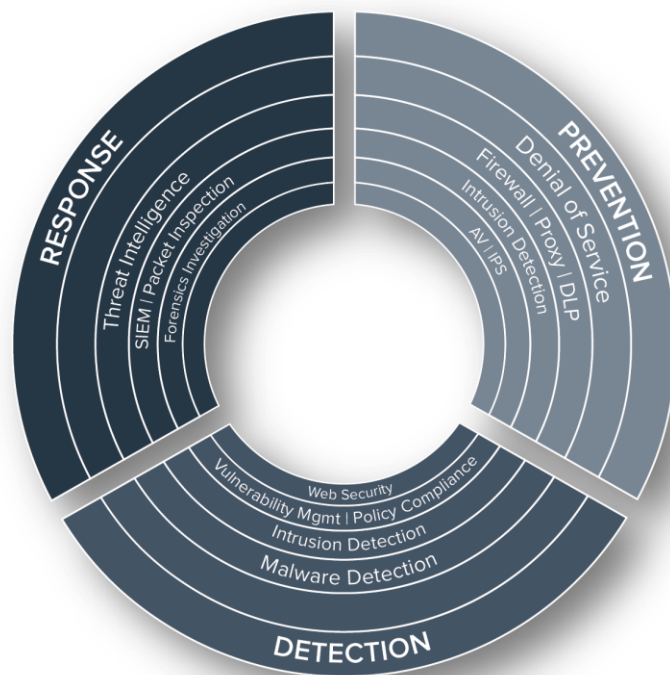 RESPONSE
Threat Intelligence
SIEM | Packet Inspection
Forensics Investigation
PREVENTION
Denial of Service
Firewall | Proxy | DLP
Intrusion Detection
AV | IPS
Web Security
Vulnerability Mgmt | Policy Compliance
Intrusion Detection
Malware Detection
DETECTION